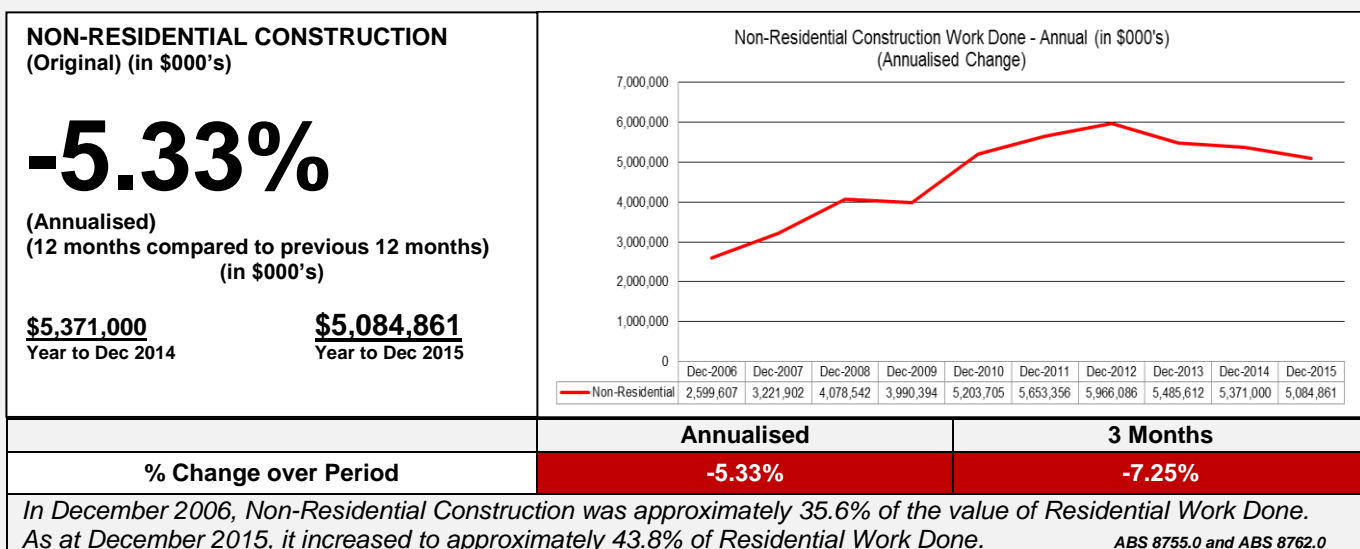 NON-RESIDENTIAL CONSTRUCTION
(Original) (in $000’s)
-5.33%
(Annualised)
(12 months compared to previous 12 months)
(in $000’s)
$5,371,000 $5,084,861
Year to Dec 2014 Year to Dec 2015
Non-Residential Construction Work Done - Annual (in $000's)
(Annualised Change)
7,000,000
6,000,000
5,000,000
4,000,000
3,000,000
2,000,000
1,000,000
0
Dec-2006 Dec-2007 Dec-2008 Dec-2009 Dec-2010 Dec-2011 Dec-2012 Dec-2013 Dec-2014 Dec-2015
Non-Residential 2,599,607 3,221,902 4,078,542 3,990,394 5,203,705 5,653,356 5,966,086 5,485,612 5,371,000 5,084,861
Annualised 3 Months
% Change over Period -5.33% -7.25%
In December 2006, Non-Residential Construction was approximately 35.6% of the value of Residential Work Done.
As at December 2015, it increased to approximately 43.8% of Residential Work Done. ABS 8755.0 and ABS 8762.0